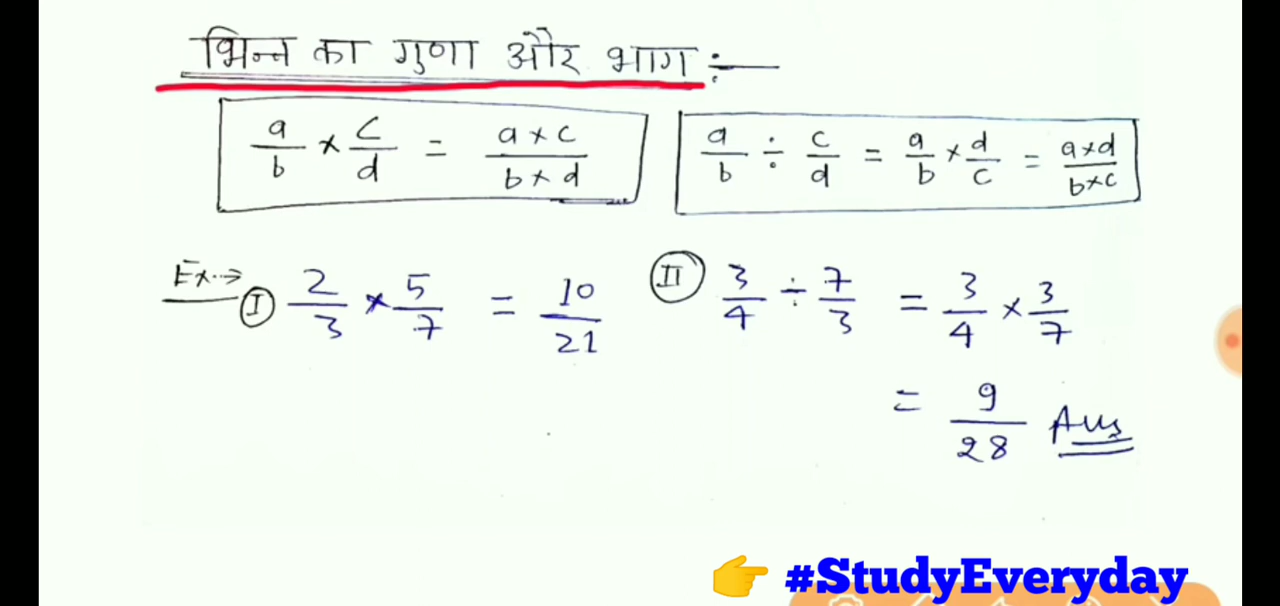 भिन्न का गुणा और भाग :—
a/b × c/d = a×c/b×d
a/b ÷ c/d = a/b × d/c = a×d/b×c
Ex.→ (I) 2/3 × 5/7 = 10/21
(II) 3/4 ÷ 7/3 = 3/4 × 3/7
= 9/28 Ans
👉 #StudyEveryday